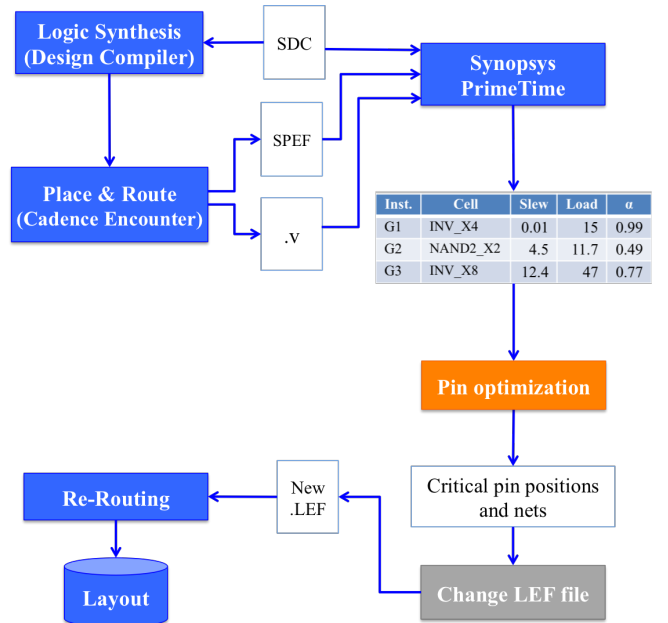 Logic Synthesis
(Design Compiler)
SDC
Synopsys
PrimeTime
SPEF
Place & Route
(Cadence Encounter)
.v
Inst. Cell Slew Load α
G1 INV_X4 0.01 15 0.99
G2 NAND2_X2 4.5 11.7 0.49
G3 INV_X8 12.4 47 0.77
Pin optimization
Critical pin positions
and nets
Re-Routing
New
.LEF
Change LEF file
Layout